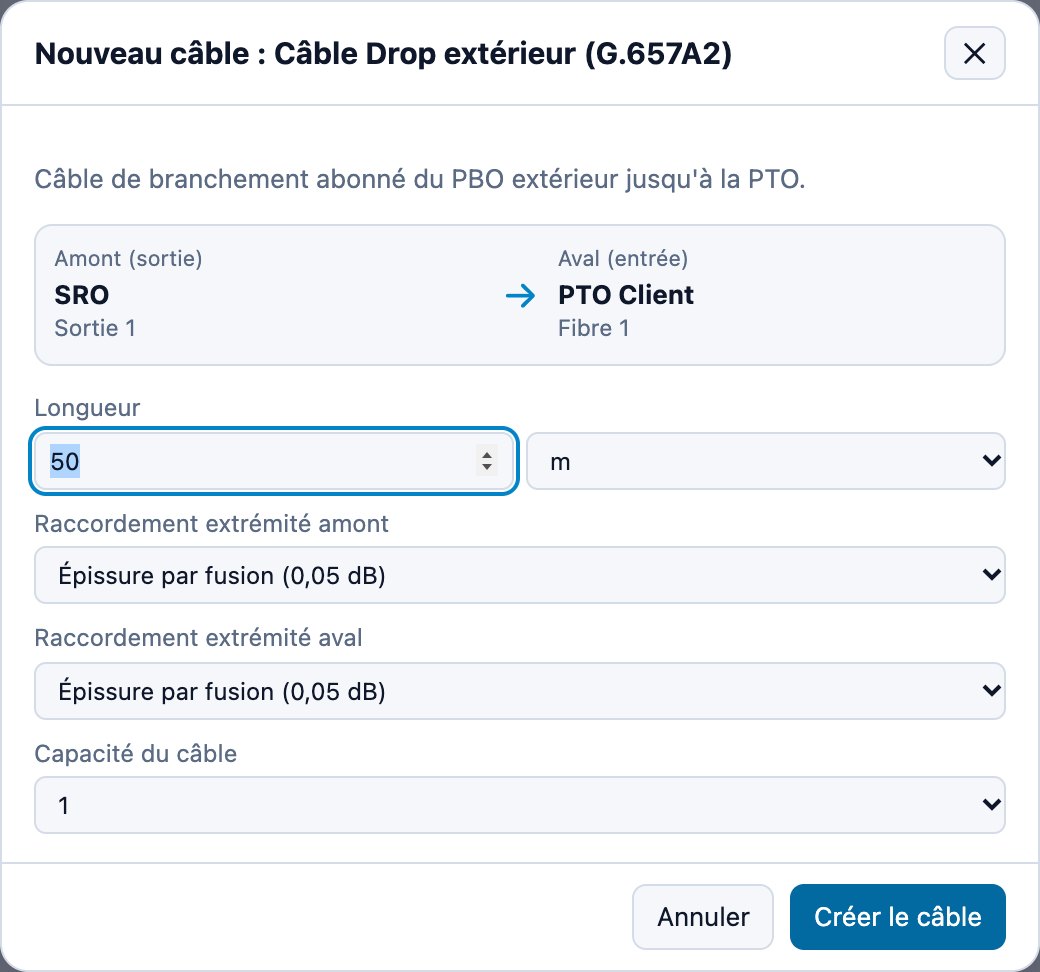 Nouveau câble : Câble Drop extérieur (G.657A2)
Câble de branchement abonné du PBO extérieur jusqu'à la PTO.
Amont (sortie)
SRO
Sortie 1
Aval (entrée)
PTO Client
Fibre 1
Longueur
50
m
Raccordement extrémité amont
Épissure par fusion (0,05 dB)
Raccordement extrémité aval
Épissure par fusion (0,05 dB)
Capacité du câble
1
Annuler
Créer le câble